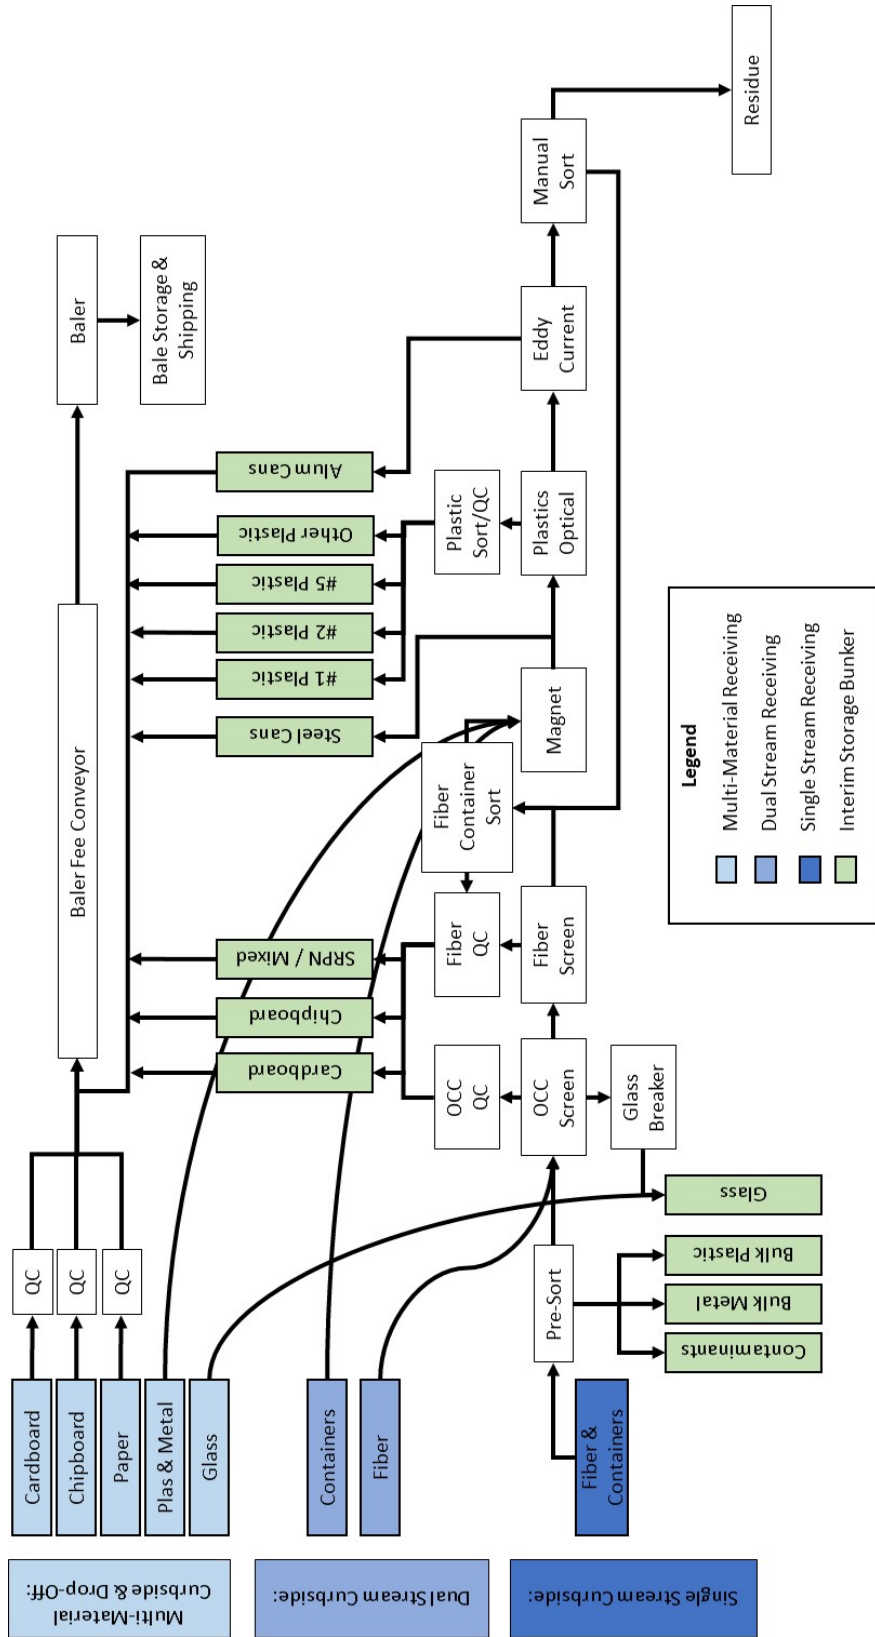 Multi-Material
Curbside & Drop-Off:
Cardboard
Chipboard
Paper
Plas & Metal
Glass
Dual Stream Curbside:
Containers
Fiber
Single Stream Curbside:
Fiber &
Containers
QC
QC
QC
Pre-Sort
Contaminants
Bulk Metal
Bulk Plastic
Glass
Glass
Breaker
OCC
Screen
OCC
QC
Fiber
Screen
Fiber
QC
Fiber
Container
Sort
Magnet
Plastics
Optical
Plastic
Sort/QC
Eddy
Current
Manual
Sort
Residue
Cardboard
Chipboard
SRPN / Mixed
Steel Cans
#1 Plastic
#2 Plastic
#5 Plastic
Other Plastic
Alum Cans
Baler Fee Conveyor
Baler
Bale Storage &
Shipping
Legend
Multi-Material Receiving
Dual Stream Receiving
Single Stream Receiving
Interim Storage Bunker